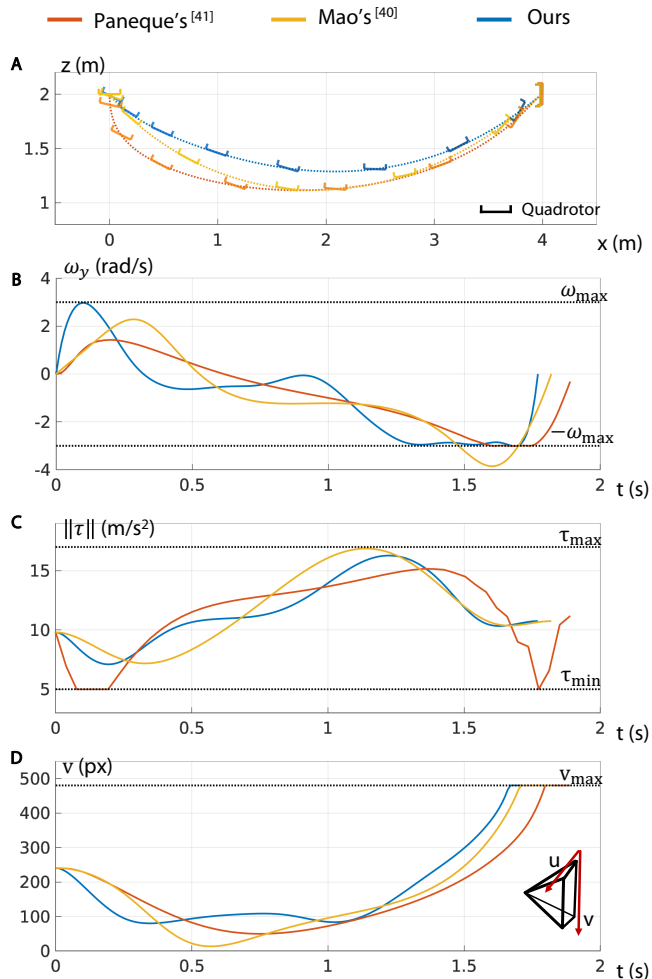 Paneque's [41] Mao's [40] Ours
A z (m)
2
1.5
1
Quadrotor
0 1 2 3 4 x (m)
B ω_y (rad/s)
4
ω_max
2
0
-2
−ω_max
-4
0 0.5 1 1.5 2
t (s)
C ||τ|| (m/s²)
τ_max
15
10
5 τ_min
0 0.5 1 1.5 2
t (s)
D v (px)
500 v_max
400
300
200
u
100
v
0
0 0.5 1 1.5 2
t (s)